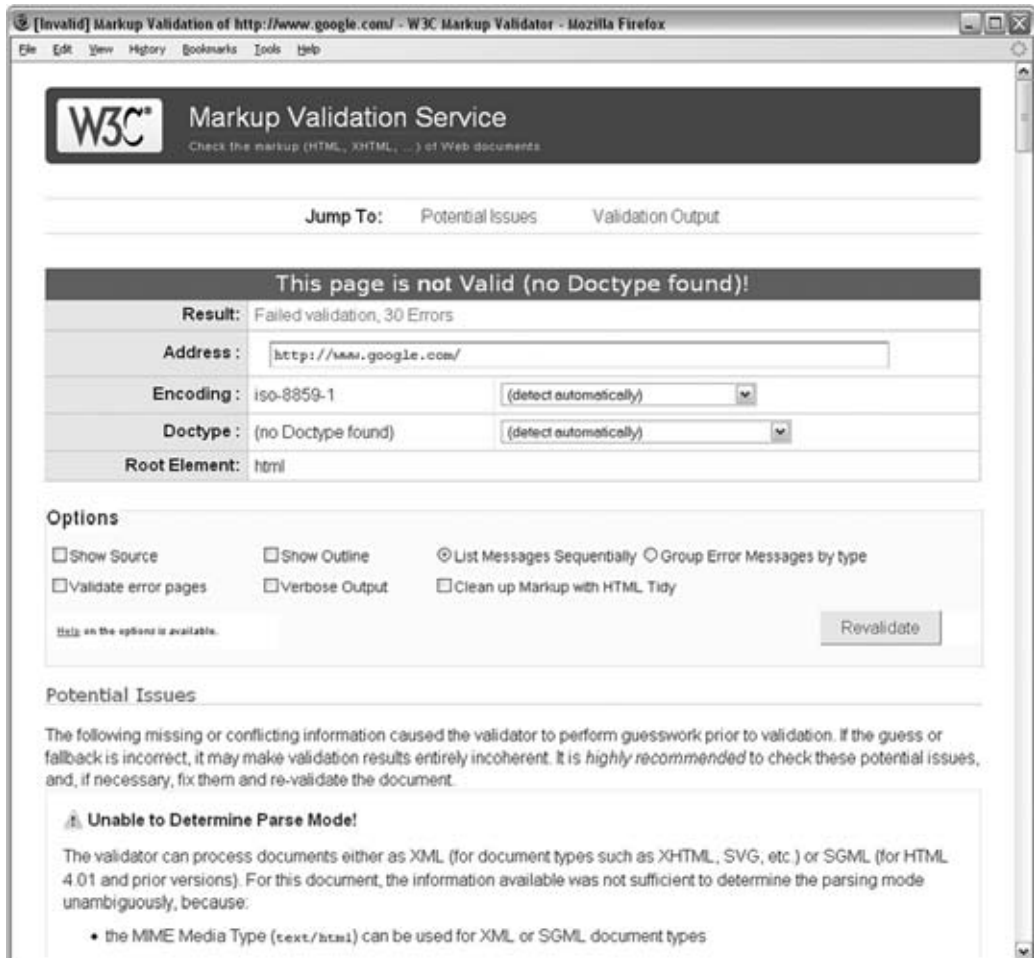 [Invalid] Markup Validation of http://www.google.com/ - W3C Markup Validator - Mozilla Firefox
File Edit View History Bookmarks Tools Help
W3C®
Markup Validation Service
Check the markup (HTML, XHTML, ...) of Web documents
Jump To: Potential Issues Validation Output
This page is not Valid (no Doctype found)!
Result: Failed validation, 30 Errors
Address : http://www.google.com/
Encoding : iso-8859-1 (detect automatically)
Doctype : (no Doctype found) (detect automatically)
Root Element: html
Options
Show Source Show Outline List Messages Sequentially Group Error Messages by type
Validate error pages Verbose Output Clean up Markup with HTML Tidy
Help on the options is available.
Revalidate
Potential Issues
The following missing or conflicting information caused the validator to perform guesswork prior to validation. If the guess or
fallback is incorrect, it may make validation results entirely incoherent. It is highly recommended to check these potential issues,
and, if necessary, fix them and re-validate the document.
Unable to Determine Parse Mode!
The validator can process documents either as XML (for document types such as XHTML, SVG, etc.) or SGML (for HTML
4.01 and prior versions). For this document, the information available was not sufficient to determine the parsing mode
unambiguously, because:
• the MIME Media Type (text/html) can be used for XML or SGML document types